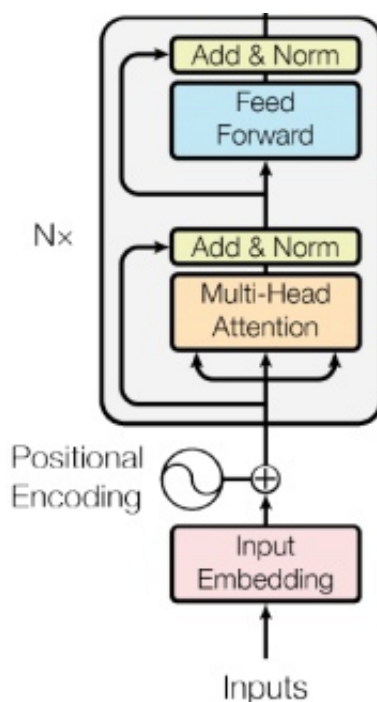 Add & Norm
Feed
Forward
N×
Add & Norm
Multi-Head
Attention
Positional
Encoding
Input
Embedding
Inputs